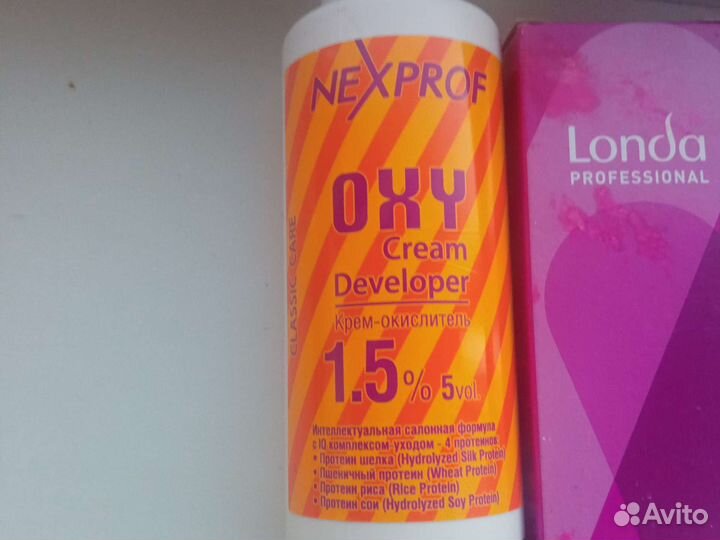 NEXPROF
OXY
Cream
Developer
Крем-окислитель
1.5% 5vol.
Интеллектуальная салонная формула
с IQ комплексом-уходом - 4 протеинов.
• Протеин шелка (Hydrolyzed Silk Protein)
• Пшеничный протеин (Wheat Protein)
• Протеин риса (Rice Protein)
• Протеин сои (Hydrolyzed Soy Protein)
CLASSIC CARE
Londa
PROFESSIONAL
Avito